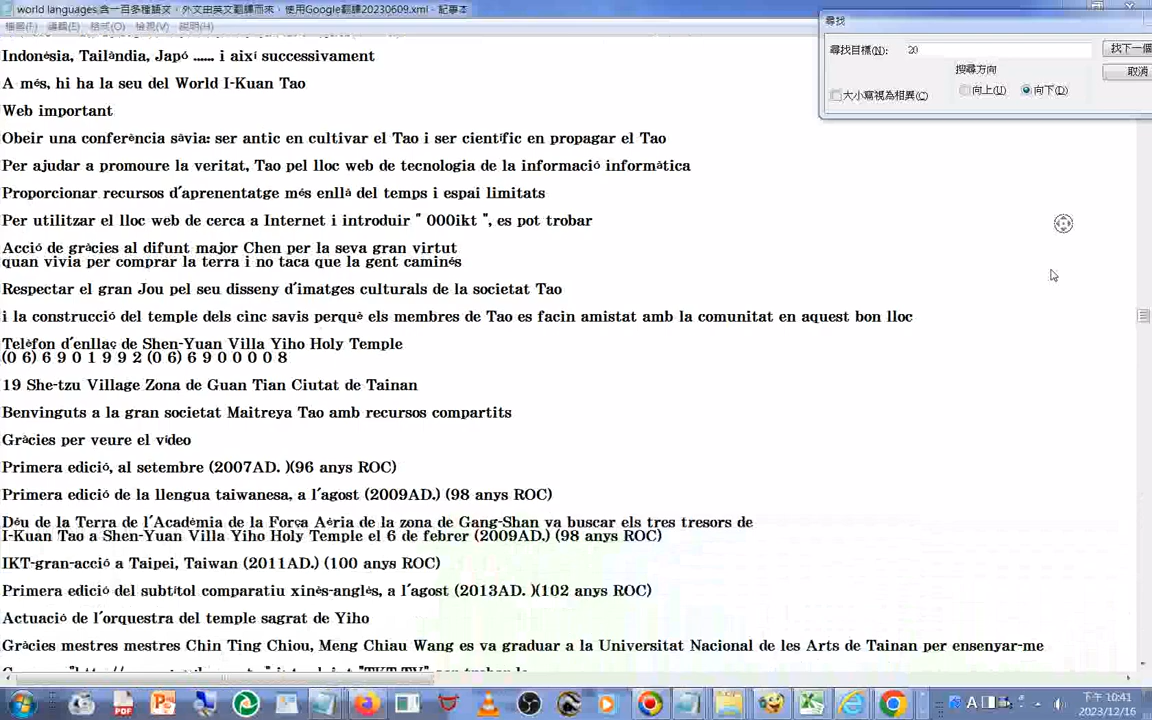 world languages 含一百多種語文，外文由英文翻譯而來，使用Google翻譯20230609.xml - 記事本
檔案(F) 編輯(E) 格式(O) 檢視(V) 說明(H)
Indonèsia, Tailàndia, Japó ...... i així successivament
A més, hi ha la seu del World I-Kuan Tao
Web important
Obeir una conferència sàvia: ser antic en cultivar el Tao i ser científic en propagar el Tao
Per ajudar a promoure la veritat, Tao pel lloc web de tecnologia de la informació informàtica
Proporcionar recursos d'aprenentatge més enllà del temps i espai limitats
Per utilitzar el lloc web de cerca a Internet i introduir " 000ikt ", es pot trobar
Acció de gràcies al difunt major Chen per la seva gran virtut
quan vivia per comprar la terra i no taca que la gent caminés
Respectar el gran Jou pel seu disseny d'imatges culturals de la societat Tao
i la construcció del temple dels cinc savis perquè els membres de Tao es facin amistat amb la comunitat en aquest bon lloc
Telèfon d'enllaç de Shen-Yuan Villa Yiho Holy Temple
(0 6) 6 9 0 1 9 9 2 (0 6) 6 9 0 0 0 0 8
19 She-tzu Village Zona de Guan Tian Ciutat de Tainan
Benvinguts a la gran societat Maitreya Tao amb recursos compartits
Gràcies per veure el vídeo
Primera edició, al setembre (2007AD. )(96 anys ROC)
Primera edició de la llengua taiwanesa, a l'agost (2009AD.) (98 anys ROC)
Déu de la Terra de l'Acadèmia de la Força Aèria de la zona de Gang-Shan va buscar els tres tresors de
I-Kuan Tao a Shen-Yuan Villa Yiho Holy Temple el 6 de febrer (2009AD.) (98 anys ROC)
IKT-gran-acció a Taipei, Taiwan (2011AD.) (100 anys ROC)
Primera edició del subtítol comparatiu xinès-anglès, a l'agost (2013AD. )(102 anys ROC)
Actuació de l'orquestra del temple sagrat de Yiho
Gràcies mestres mestres Chin Ting Chiou, Meng Chiau Wang es va graduar a la Universitat Nacional de les Arts de Tainan per ensenyar-me
尋找
尋找目標(N): 20
找下一個
搜尋方向
取消
大小寫視為相異(C)
向上(U) 向下(D)
下午 10:41
2023/12/16